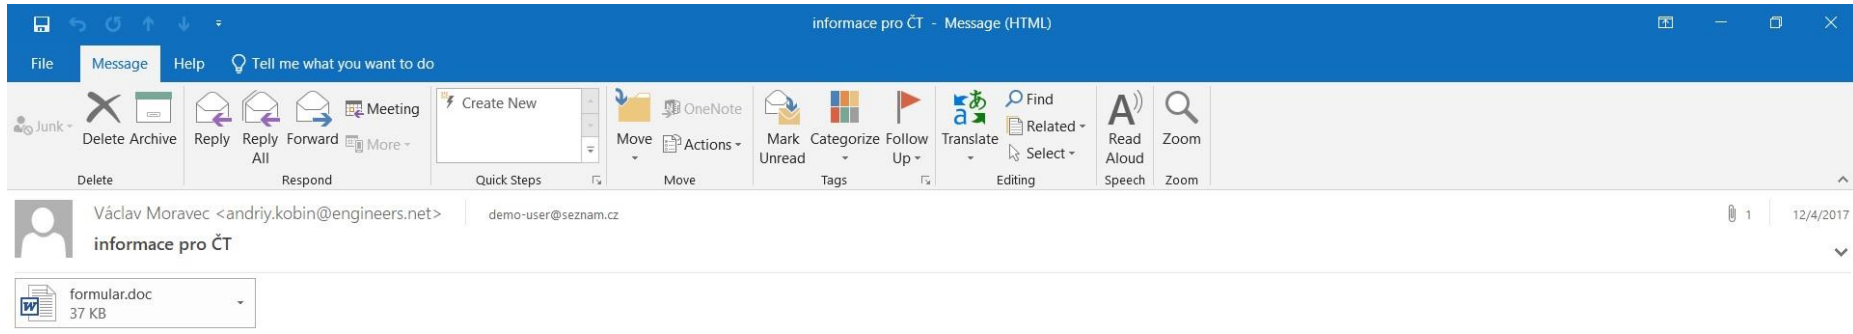 informace pro ČT - Message (HTML)
File Message Help Tell me what you want to do
Junk
Delete Archive
Delete
Reply Reply All Forward
Meeting
More
Respond
Create New
Quick Steps
Move
OneNote
Actions
Move
Mark Unread Categorize Follow Up
Tags
Translate
Find
Related
Select
Editing
Read Aloud
Speech
Zoom
Zoom
Václav Moravec <andriy.kobin@engineers.net> demo-user@seznam.cz 1 12/4/2017
informace pro ČT
formular.doc
37 KB